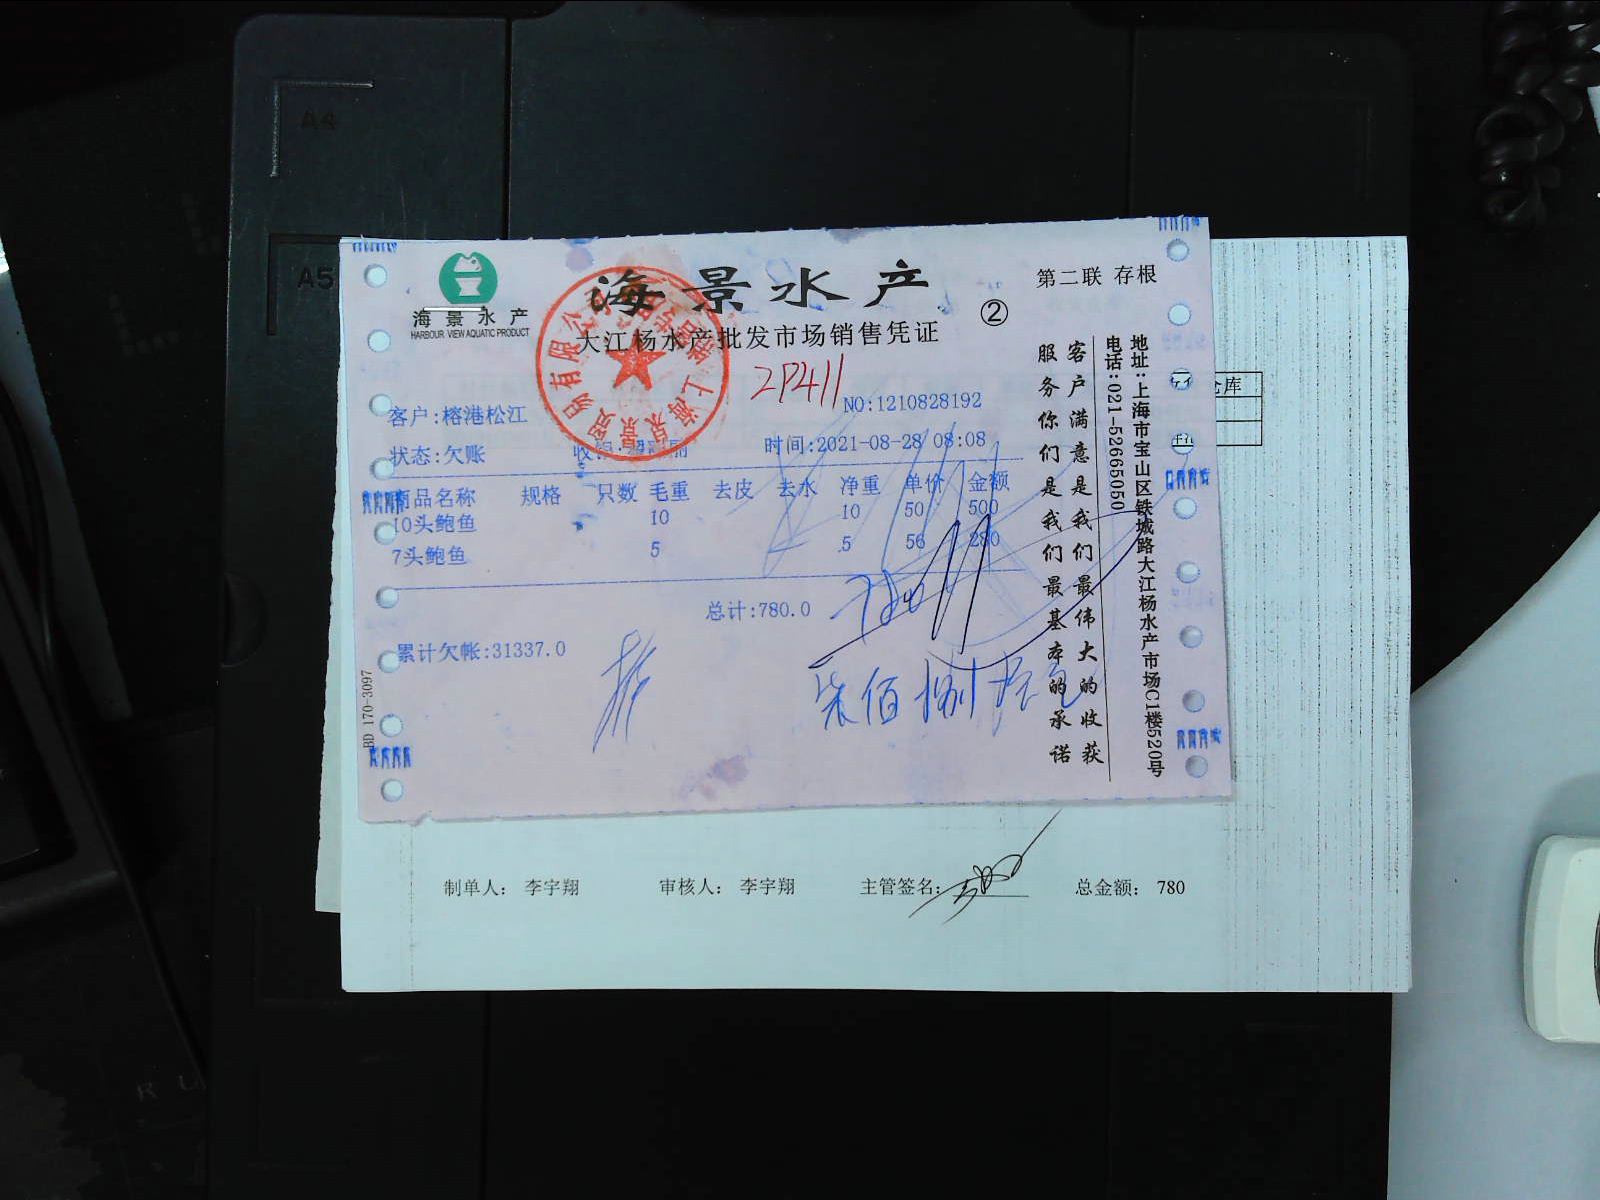 A4
A5
海景水产
HARBOUR VIEW AQUATIC PRODUCT
海景水产
②
第二联 存根
大江杨水产批发市场销售凭证
2P411
NO:1210828192
客户:榕港松江
状态:欠账
时间:2021-08-28 08:08
商品名称 规格 只数 毛重 去皮 去水 净重 单价 金额
10头鲍鱼 10 10 50 500
7头鲍鱼 5 5 56 280
总计:780.0
累计欠帐:31337.0
柒佰捌拾元
客户满意是我们最伟大的收获
服务你们是我们最基本的承诺
地址:上海市宝山区铁城路大江杨水产市场C1楼520号
电话:021-52665050
BD 170-3097
仓库
制单人: 李宇翔 审核人: 李宇翔 主管签名: 总金额: 780